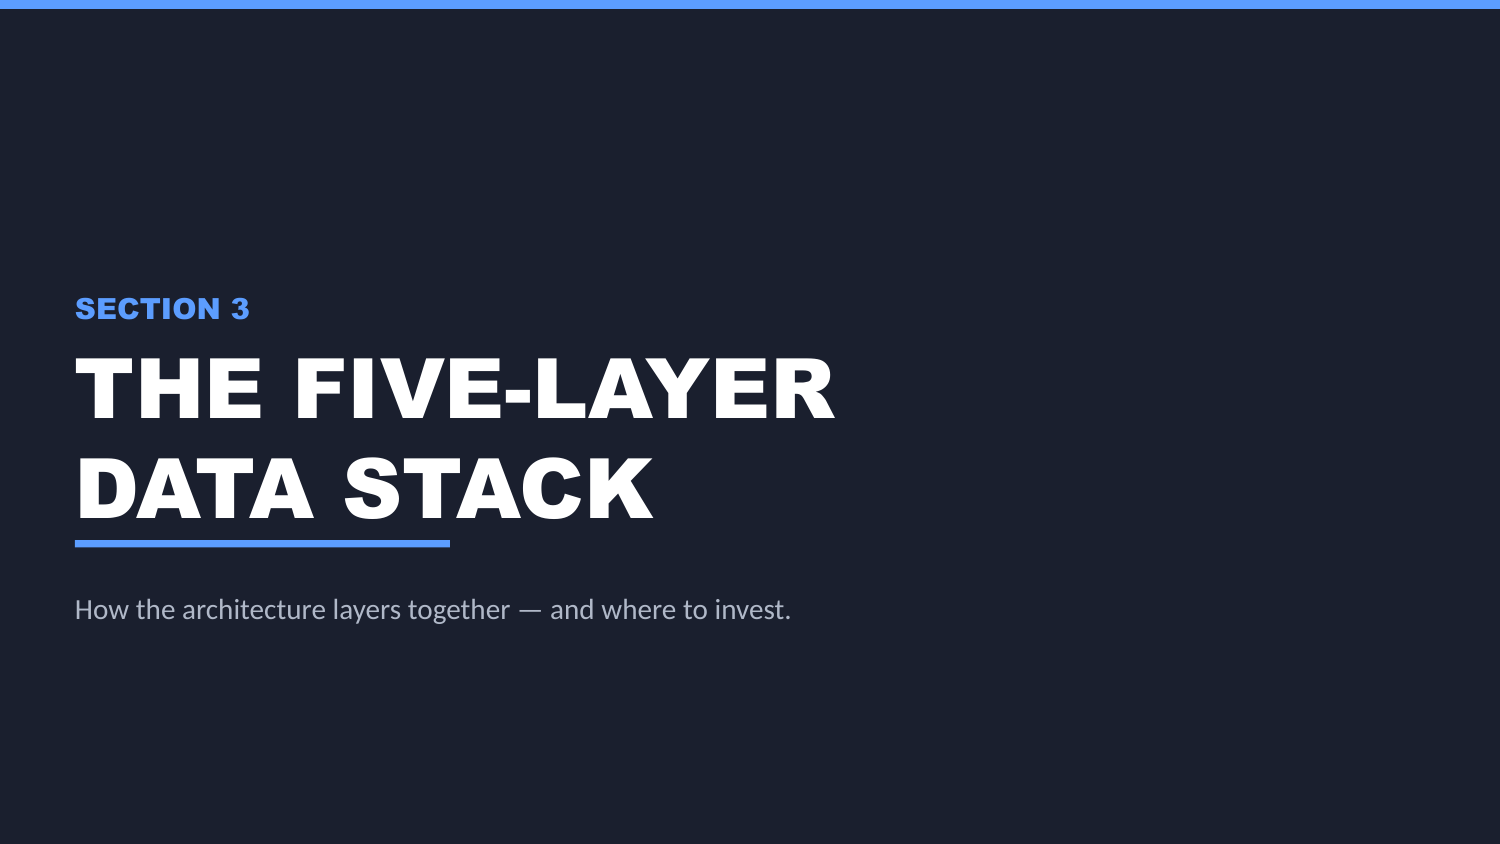 SECTION 3
THE FIVE-LAYER
DATA STACK
How the architecture layers together — and where to invest.